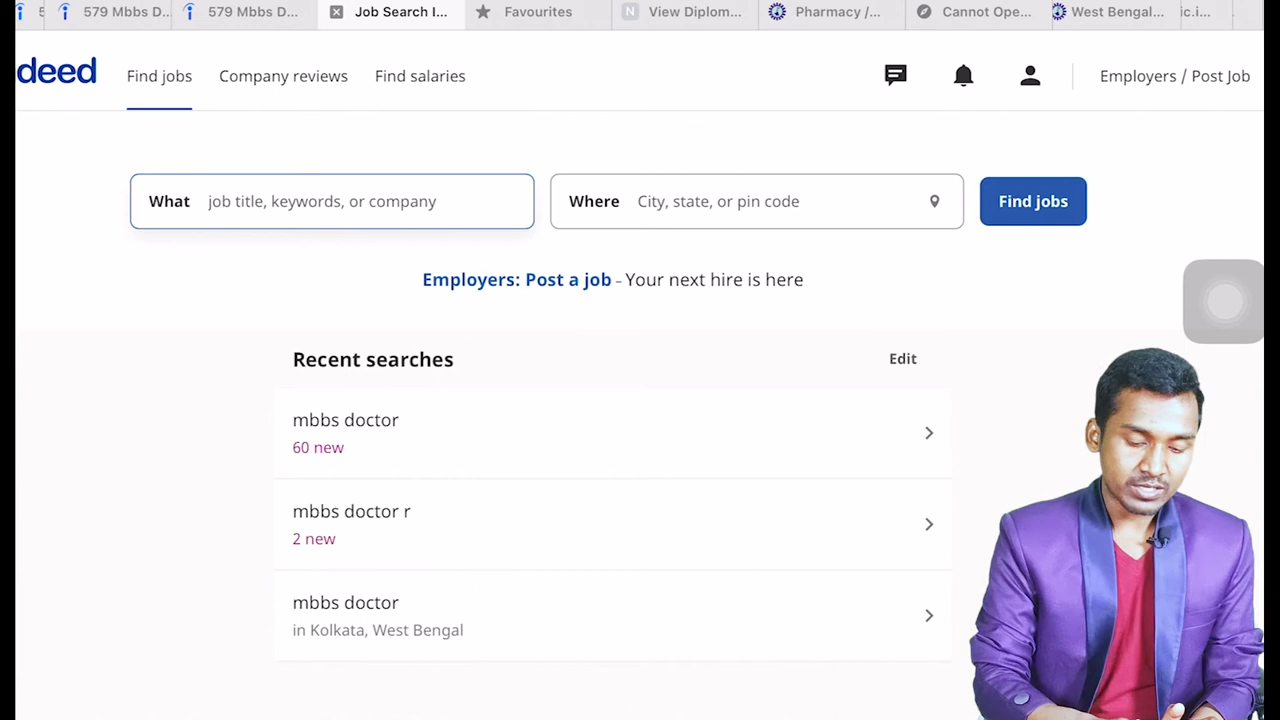 579 Mbbs D...
579 Mbbs D...
Job Search I...
Favourites
N
View Diplom...
Pharmacy /...
Cannot Ope...
West Bengal...
ic.i...
deed
Find jobs
Company reviews
Find salaries
Employers / Post Job
What job title, keywords, or company
Where City, state, or pin code
Find jobs
Employers: Post a job - Your next hire is here
Recent searches
Edit
mbbs doctor
60 new
mbbs doctor r
2 new
mbbs doctor
in Kolkata, West Bengal